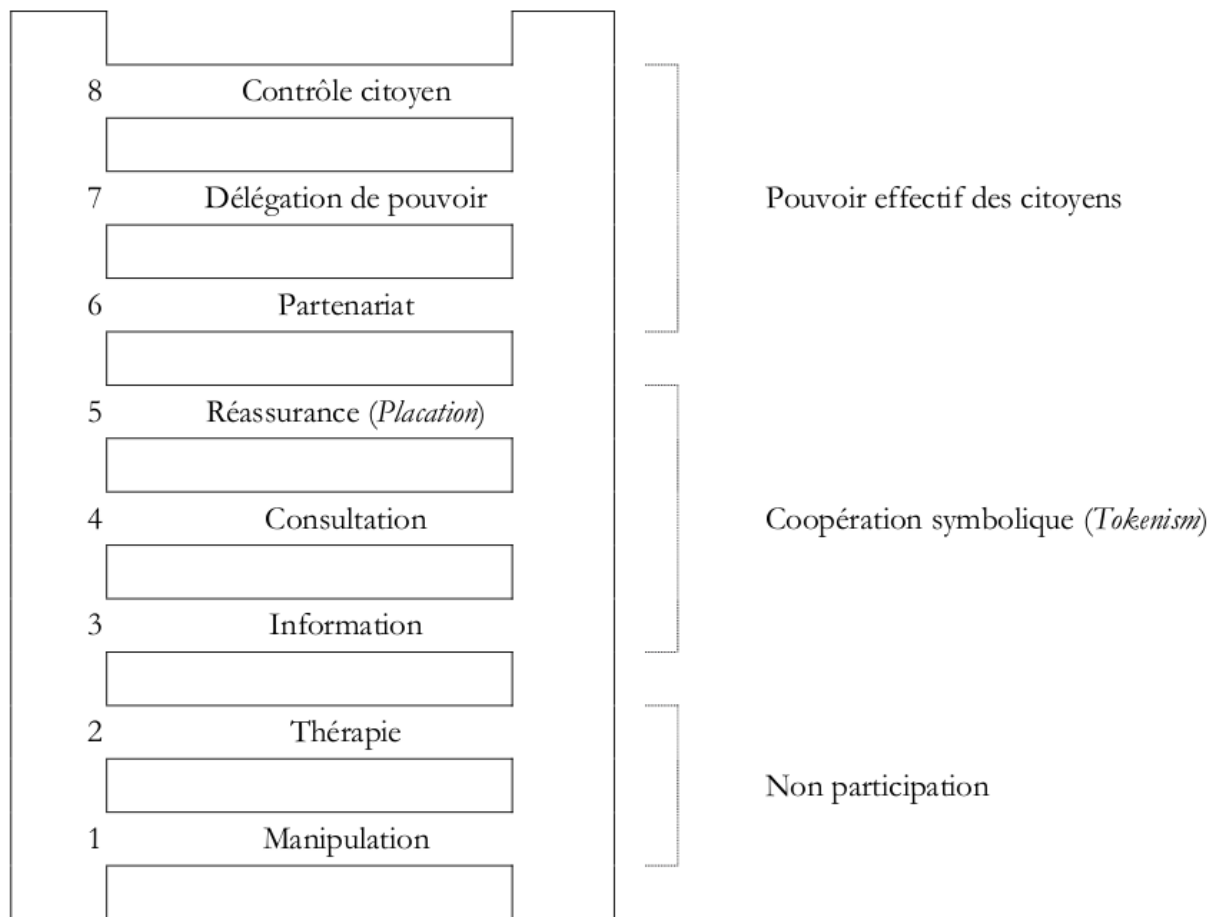 8 Contrôle citoyen
7 Délégation de pouvoir Pouvoir effectif des citoyens
6 Partenariat
5 Réassurance (Placation)
4 Consultation Coopération symbolique (Tokenism)
3 Information
2 Thérapie
Non participation
1 Manipulation